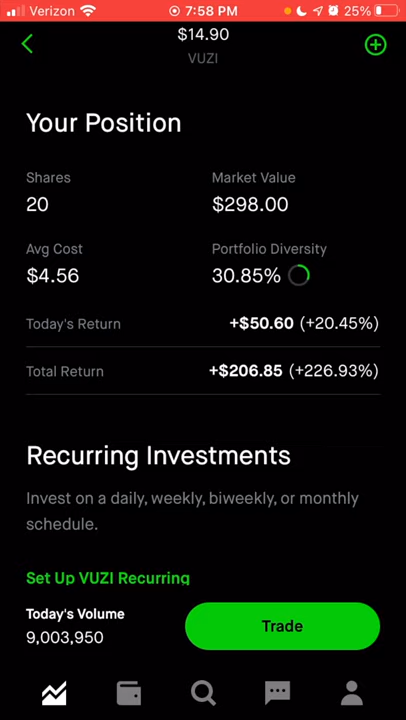 Verizon 7:58 PM 25%
$14.90
VUZI
Your Position
Shares Market Value
20 $298.00
Avg Cost Portfolio Diversity
$4.56 30.85%
Today's Return +$50.60 (+20.45%)
Total Return +$206.85 (+226.93%)
Recurring Investments
Invest on a daily, weekly, biweekly, or monthly
schedule.
Set Up VUZI Recurring
Today's Volume
9,003,950
Trade